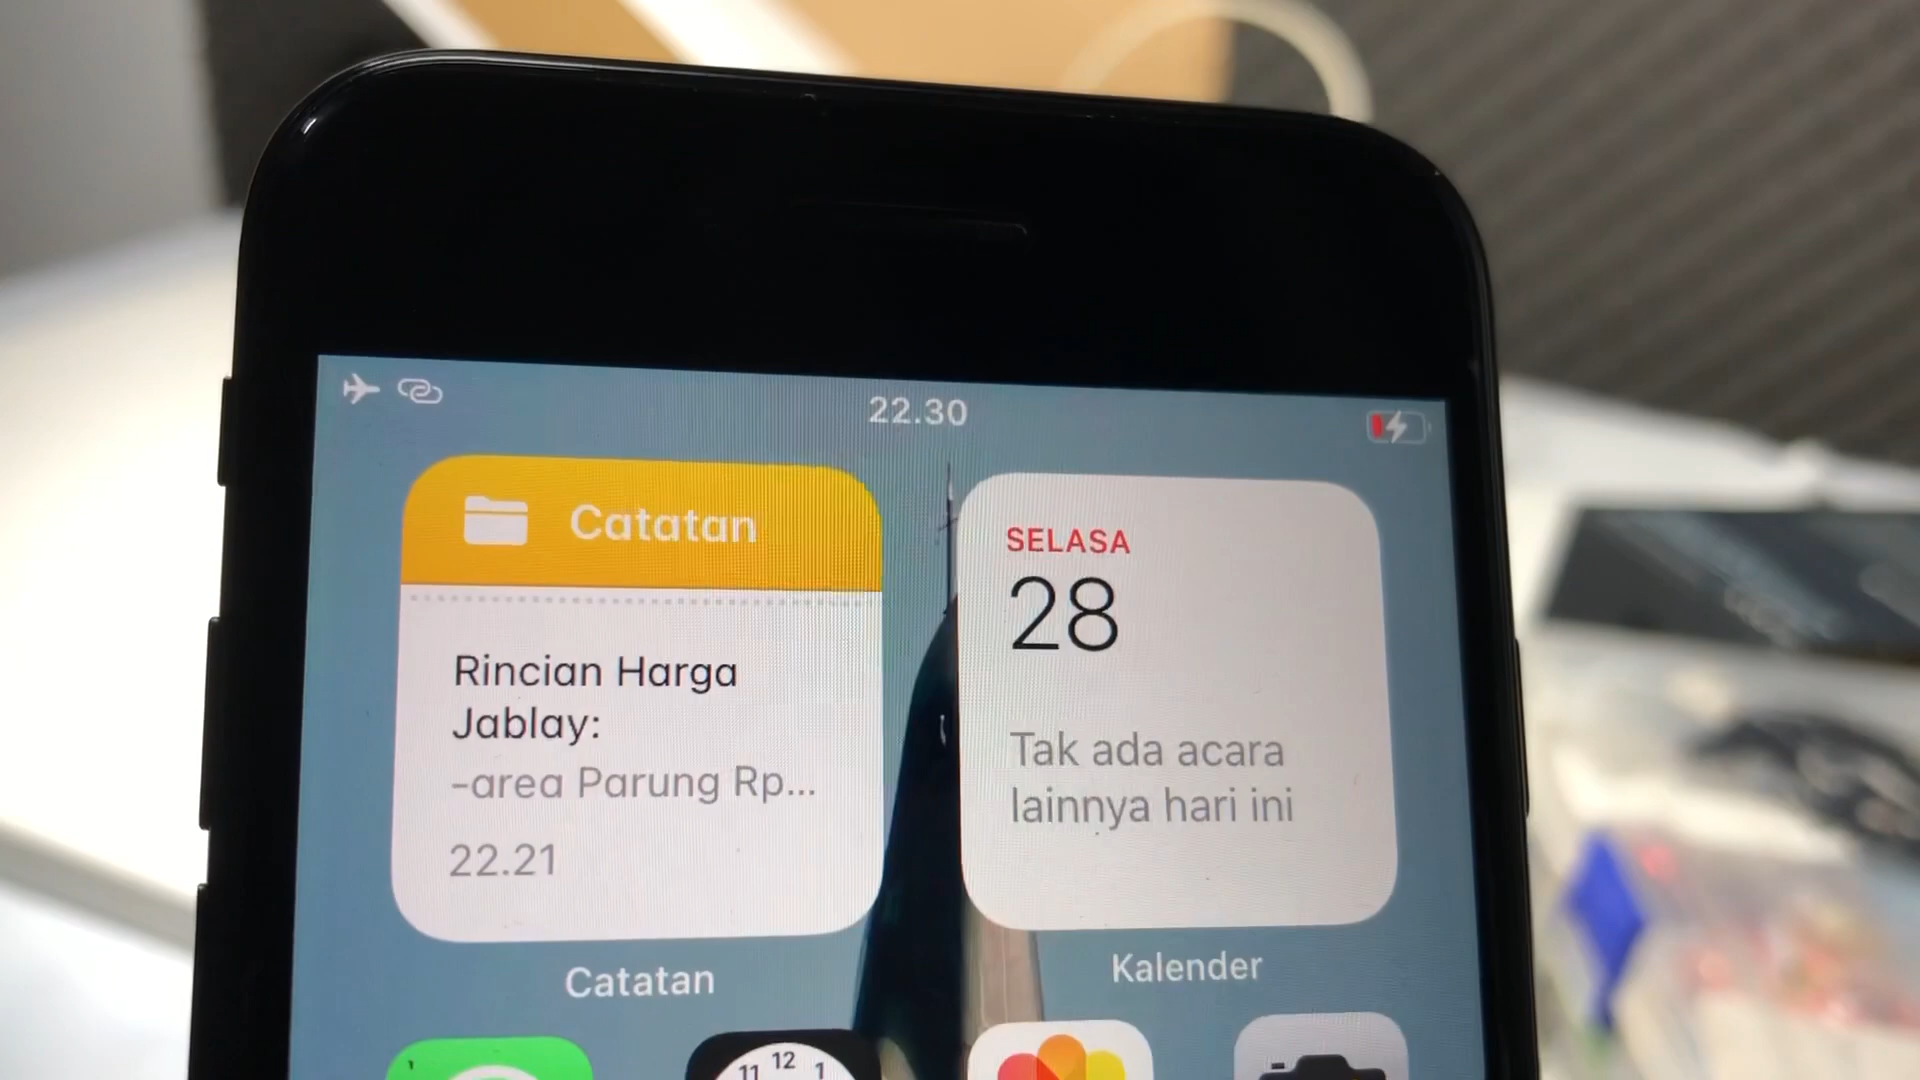 22.30
Catatan
Rincian Harga
Jablay:
-area Parung Rp...
22.21
Catatan
SELASA
28
Tak ada acara
lainnya hari ini
Kalender
11 12 1